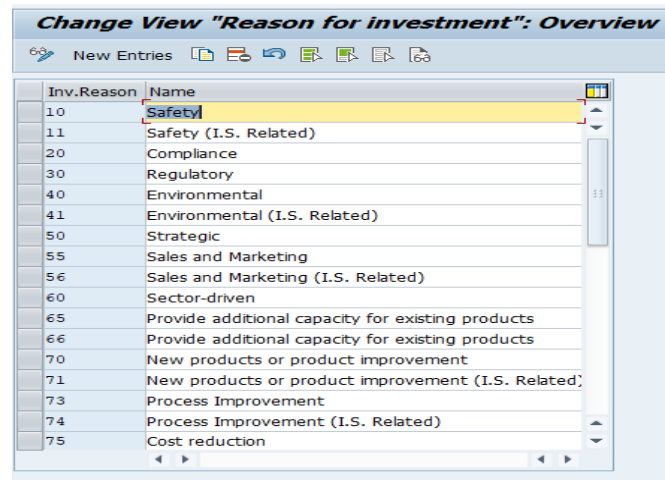 Change View "Reason for investment": Overview
New Entries
Inv.Reason Name
10 Safety
11 Safety (I.S. Related)
20 Compliance
30 Regulatory
40 Environmental
41 Environmental (I.S. Related)
50 Strategic
55 Sales and Marketing
56 Sales and Marketing (I.S. Related)
60 Sector-driven
65 Provide additional capacity for existing products
66 Provide additional capacity for existing products
70 New products or product improvement
71 New products or product improvement (I.S. Related)
73 Process Improvement
74 Process Improvement (I.S. Related)
75 Cost reduction